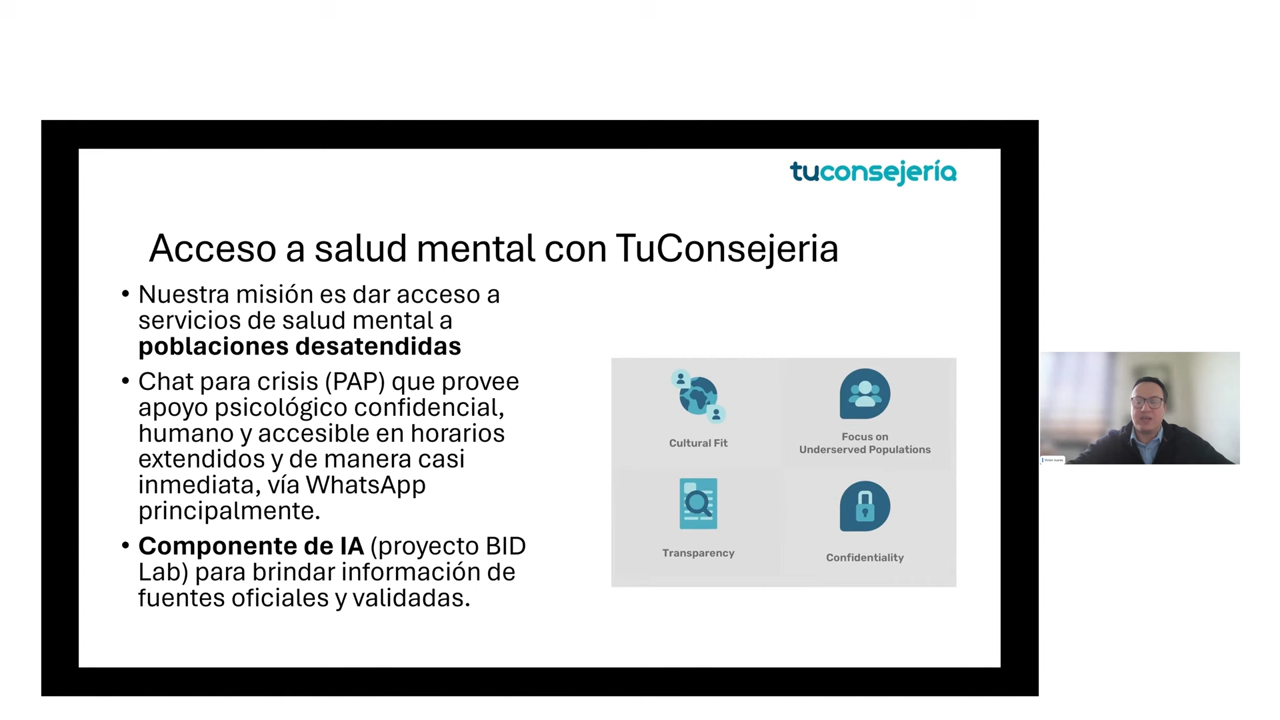 tuconsejería
Acceso a salud mental con TuConsejeria
• Nuestra misión es dar acceso a
servicios de salud mental a
poblaciones desatendidas
• Chat para crisis (PAP) que provee
apoyo psicológico confidencial,
humano y accesible en horarios
extendidos y de manera casi
inmediata, vía WhatsApp
principalmente.
• Componente de IA (proyecto BID
Lab) para brindar información de
fuentes oficiales y validadas.
Cultural Fit
Focus on
Underserved Populations
Transparency
Confidentiality